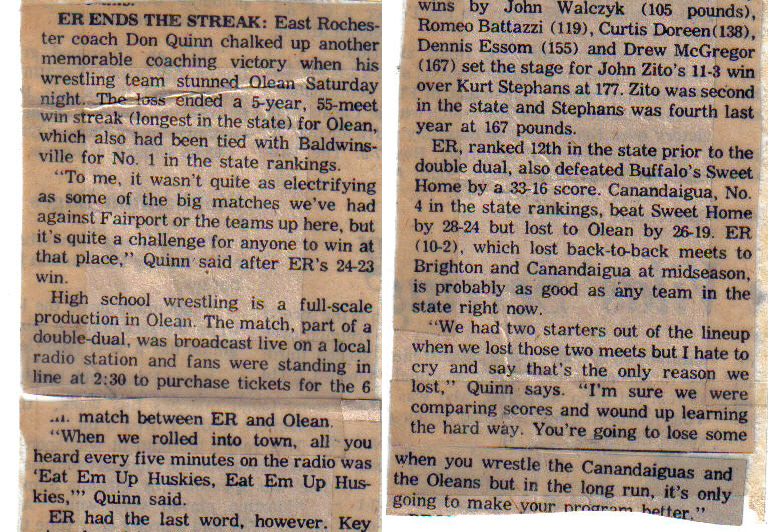 ER ENDS THE STREAK: East Roches-
ter coach Don Quinn chalked up another
memorable coaching victory when his
wrestling team stunned Olean Saturday
night. The loss ended a 5-year, 55-meet
win streak (longest in the state) for Olean,
which also had been tied with Baldwins-
ville for No. 1 in the state rankings.
"To me, it wasn't quite as electrifying
as some of the big matches we've had
against Fairport or the teams up here, but
it's quite a challenge for anyone to win at
that place," Quinn said after ER's 24-23
win.
High school wrestling is a full-scale
production in Olean. The match, part of a
double-dual, was broadcast live on a local
radio station and fans were standing in
line at 2:30 to purchase tickets for the 6
match between ER and Olean.
"When we rolled into town, all you
heard every five minutes on the radio was
'Eat Em Up Huskies, Eat Em Up Hus-
kies,'" Quinn said.
ER had the last word, however. Key
wins by John Walczyk (105 pounds),
Romeo Battazzi (119), Curtis Doreen(138),
Dennis Essom (155) and Drew McGregor
(167) set the stage for John Zito's 11-3 win
over Kurt Stephans at 177. Zito was second
in the state and Stephans was fourth last
year at 167 pounds.
ER, ranked 12th in the state prior to the
double dual, also defeated Buffalo's Sweet
Home by a 33-16 score. Canandaigua, No.
4 in the state rankings, beat Sweet Home
by 28-24 but lost to Olean by 26-19. ER
(10-2), which lost back-to-back meets to
Brighton and Canandaigua at midseason,
is probably as good as any team in the
state right now.
"We had two starters out of the lineup
when we lost those two meets but I hate to
cry and say that's the only reason we
lost," Quinn says. "I'm sure we were
comparing scores and wound up learning
the hard way. You're going to lose some
when you wrestle the Canandaiguas and
the Oleans but in the long run, it's only
going to make your program better."